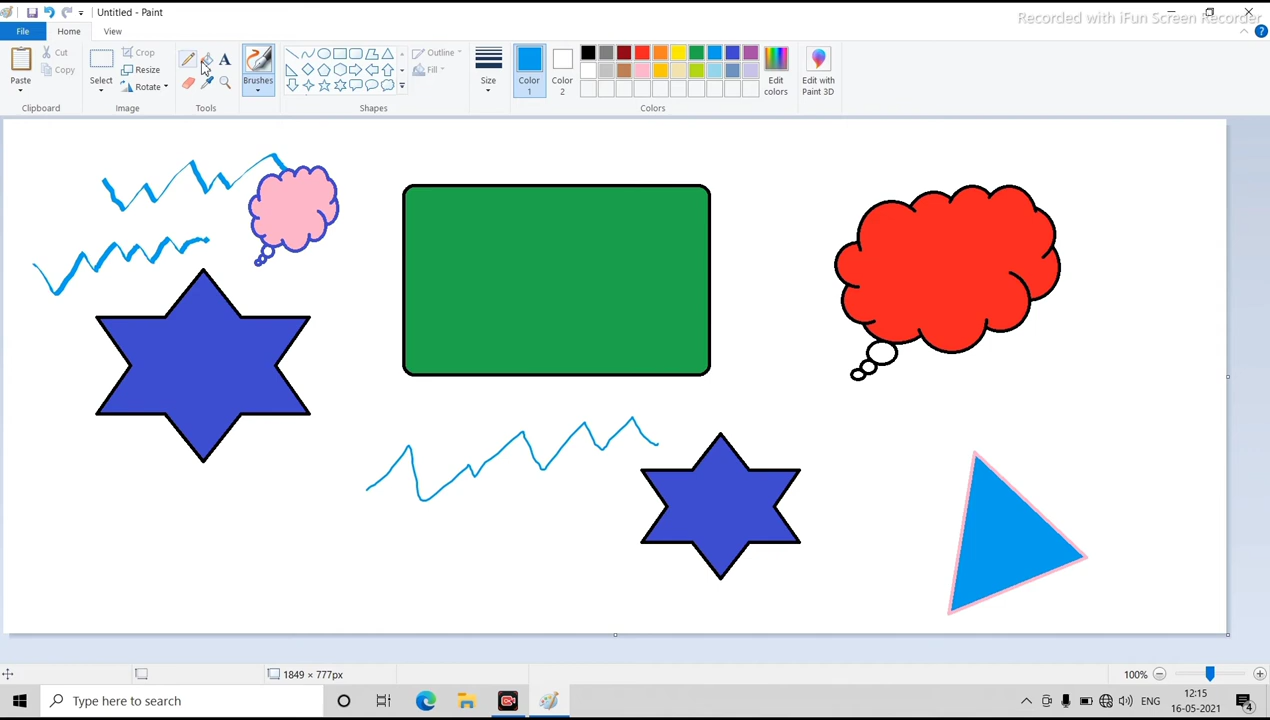 Untitled - Paint
Recorded with iFun Screen Recorder
File Home View
Paste
Cut
Copy
Clipboard
Select
Crop
Resize
Rotate
Image
Tools
Brushes
Outline
Fill
Shapes
Size
Color 1
Color 2
Edit colors
Colors
Edit with Paint 3D
1849 × 777px
100%
Type here to search
ENG
12:15
16-05-2021
4